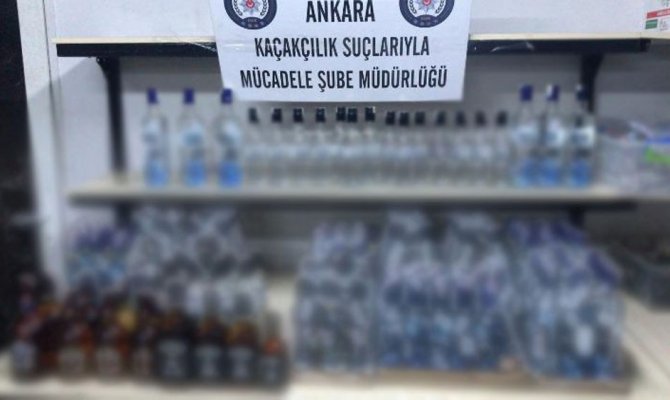 ANKARA
KAÇAKÇILIK SUÇLARIYLA
MÜCADELE ŞUBE MÜDÜRLÜĞÜ